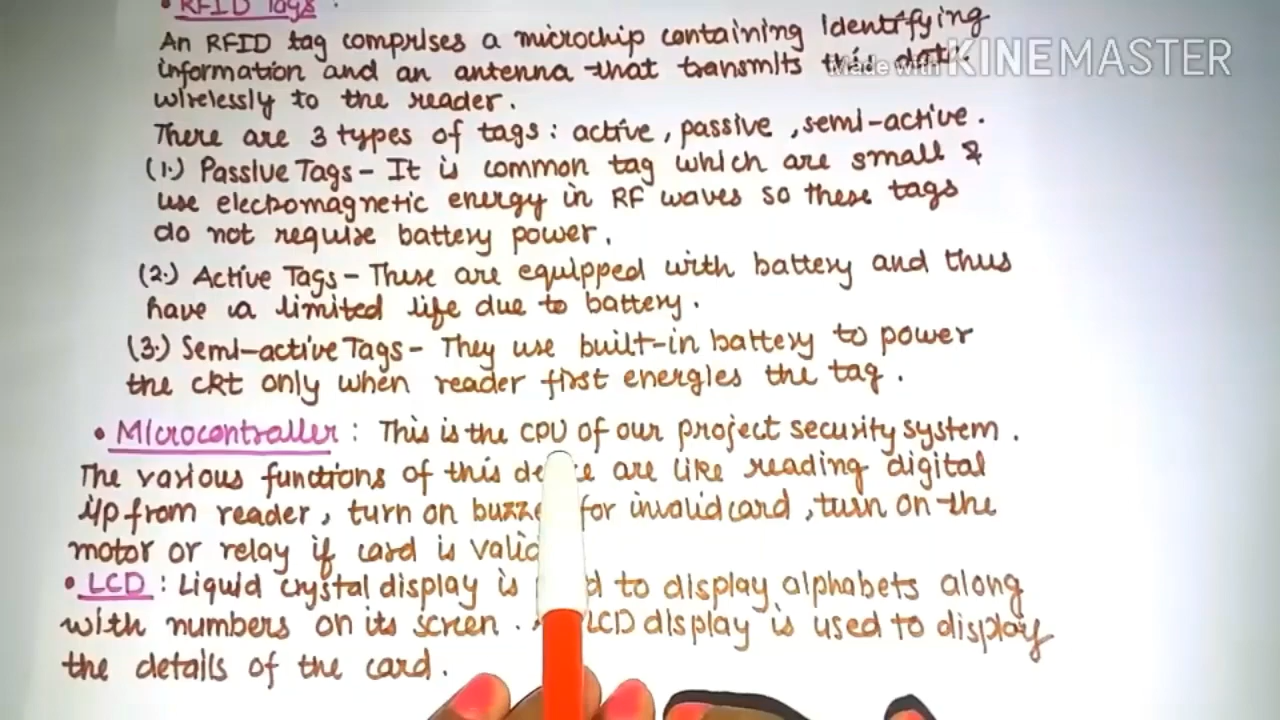 • RFID Tags :
An RFID tag comprises a microchip containing identifying
information and an antenna that transmits this data
wirelessly to the reader.
There are 3 types of tags : active, passive, semi-active.
(1.) Passive Tags - It is common tag which are small &
use electromagnetic energy in RF waves so these tags
do not require battery power.
(2.) Active Tags - These are equipped with battery and thus
have a limited life due to battery.
(3.) Semi-active Tags - They use built-in battery to power
the ckt only when reader first energies the tag.
• Microcontroller : This is the CPU of our project security system.
The various functions of this are like reading digital
i/p from reader, turn on for invalid card, turn on the
motor or relay if card is
• LCD : Liquid crystal display is to display alphabets along
with numbers on its screen. LCD display is used to display
the details of the card.
Made with KINEMASTER